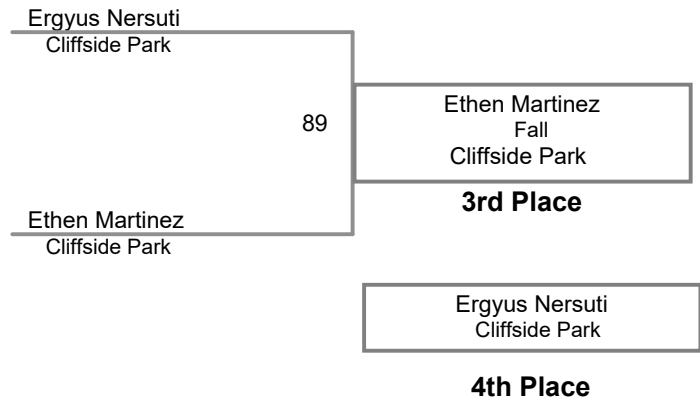 Ergyus Nersuti
Cliffside Park
89
Ethen Martinez
Fall
Cliffside Park
3rd Place
Ethen Martinez
Cliffside Park
Ergyus Nersuti
Cliffside Park
4th Place